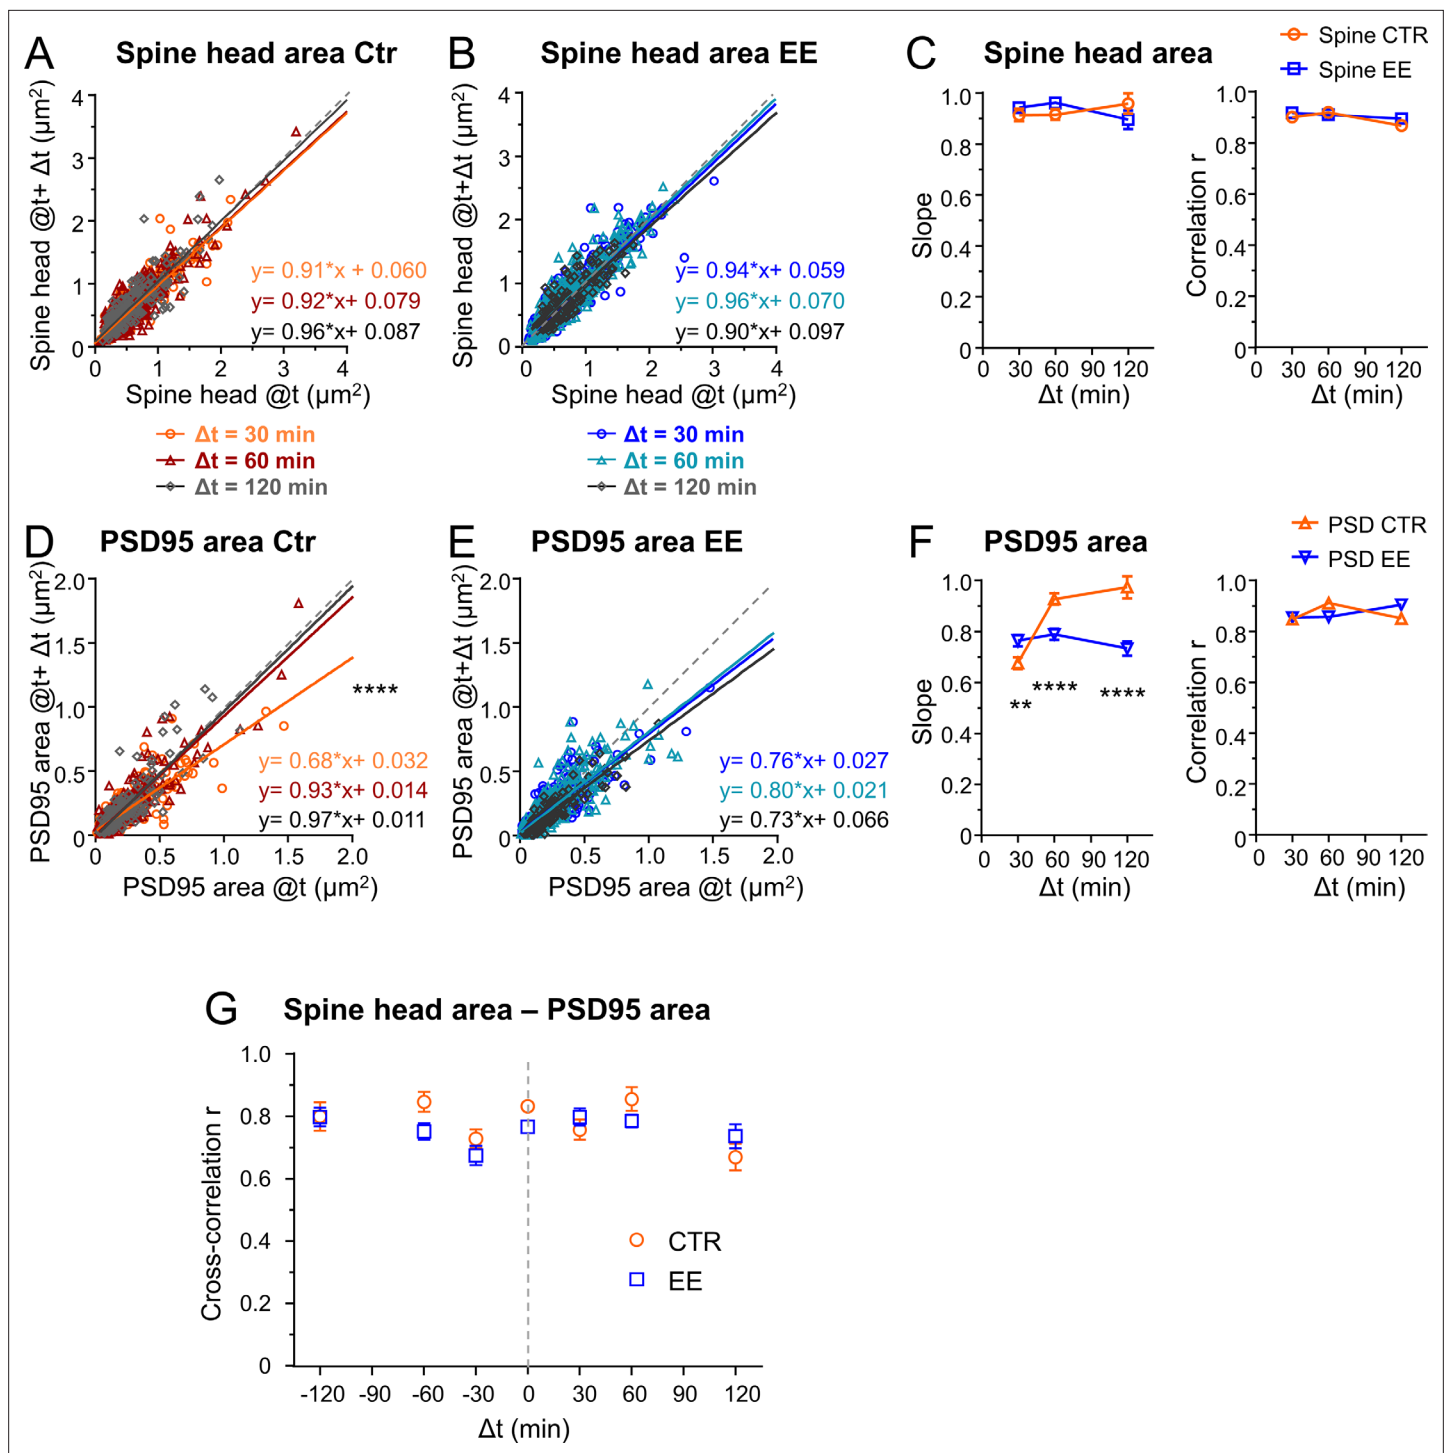 A Spine head area Ctr
Spine head @t+ Δt (µm²)
4
3
2
1
0
y= 0.91*x + 0.060
y= 0.92*x+ 0.079
y= 0.96*x+ 0.087
0 1 2 3 4
Spine head @t (µm²)
Δt = 30 min
Δt = 60 min
Δt = 120 min
B Spine head area EE
Spine head @t+Δt (µm²)
4
3
2
1
0
y= 0.94*x+ 0.059
y= 0.96*x+ 0.070
y= 0.90*x+ 0.097
0 1 2 3 4
Spine head @t (µm²)
Δt = 30 min
Δt = 60 min
Δt = 120 min
C Spine head area
Spine CTR
Spine EE
Slope
1.0
0.8
0.6
0.4
0.2
0
0 30 60 90 120
Δt (min)
Correlation r
1.0
0.8
0.6
0.4
0.2
0
0 30 60 90 120
Δt (min)
D PSD95 area Ctr
PSD95 area @t+ Δt (µm²)
2.0
1.5
1.0
0.5
0
****
y= 0.68*x+ 0.032
y= 0.93*x+ 0.014
y= 0.97*x+ 0.011
0 0.5 1.0 1.5 2.0
PSD95 area @t (µm²)
E PSD95 area EE
PSD95 area @t+Δt (µm²)
2.0
1.5
1.0
0.5
0
y= 0.76*x+ 0.027
y= 0.80*x+ 0.021
y= 0.73*x+ 0.066
0 0.5 1.0 1.5 2.0
PSD95 area @t (µm²)
F PSD95 area
PSD CTR
PSD EE
Slope
1.0
0.8
0.6
0.4
0.2
0
** **** ****
0 30 60 90 120
Δt (min)
Correlation r
1.0
0.8
0.6
0.4
0.2
0
0 30 60 90 120
Δt (min)
G Spine head area – PSD95 area
Cross-correlation r
1.0
0.8
0.6
0.4
0.2
0
CTR
EE
-120 -90 -60 -30 0 30 60 90 120
Δt (min)